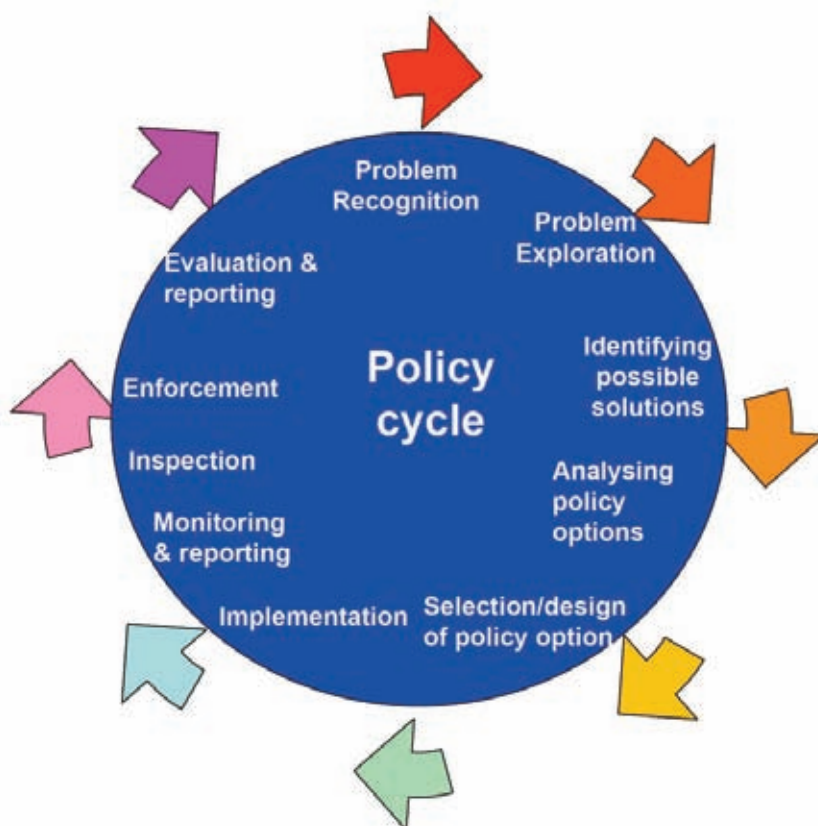 Problem
Recognition
Problem
Exploration
Identifying
possible
solutions
Analysing
policy
options
Selection/design
of policy option
Implementation
Monitoring
& reporting
Inspection
Enforcement
Evaluation &
reporting
Policy
cycle